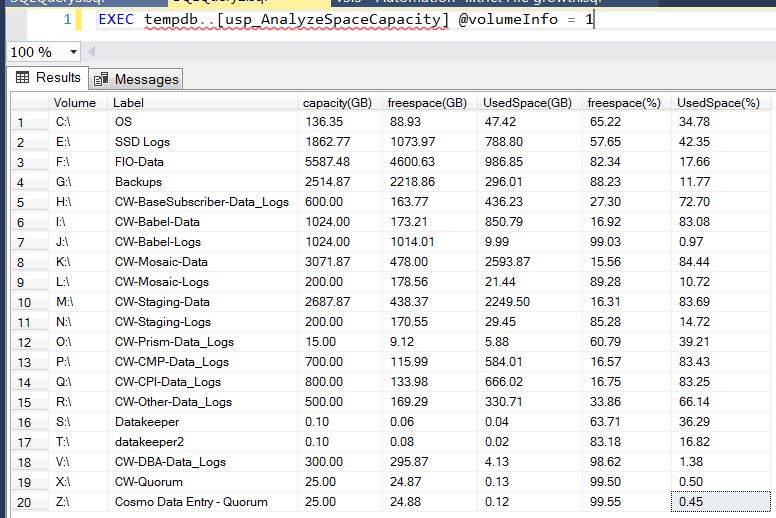 1 EXEC tempdb..[usp_AnalyzeSpaceCapacity] @volumeInfo = 1
100 %
Results Messages
Volume Label capacity(GB) freespace(GB) UsedSpace(GB) freespace(%) UsedSpace(%)
1 C:\ OS 136.35 88.93 47.42 65.22 34.78
2 E:\ SSD Logs 1862.77 1073.97 788.80 57.65 42.35
3 F:\ FIO-Data 5587.48 4600.63 986.85 82.34 17.66
4 G:\ Backups 2514.87 2218.86 296.01 88.23 11.77
5 H:\ CW-BaseSubscriber-Data_Logs 600.00 163.77 436.23 27.30 72.70
6 I:\ CW-Babel-Data 1024.00 173.21 850.79 16.92 83.08
7 J:\ CW-Babel-Logs 1024.00 1014.01 9.99 99.03 0.97
8 K:\ CW-Mosaic-Data 3071.87 478.00 2593.87 15.56 84.44
9 L:\ CW-Mosaic-Logs 200.00 178.56 21.44 89.28 10.72
10 M:\ CW-Staging-Data 2687.87 438.37 2249.50 16.31 83.69
11 N:\ CW-Staging-Logs 200.00 170.55 29.45 85.28 14.72
12 O:\ CW-Prism-Data_Logs 15.00 9.12 5.88 60.79 39.21
13 P:\ CW-CMP-Data_Logs 700.00 115.99 584.01 16.57 83.43
14 Q:\ CW-CPI-Data_Logs 800.00 133.98 666.02 16.75 83.25
15 R:\ CW-Other-Data_Logs 500.00 169.29 330.71 33.86 66.14
16 S:\ Datakeeper 0.10 0.06 0.04 63.71 36.29
17 T:\ datakeeper2 0.10 0.08 0.02 83.18 16.82
18 V:\ CW-DBA-Data_Logs 300.00 295.87 4.13 98.62 1.38
19 X:\ CW-Quorum 25.00 24.87 0.13 99.50 0.50
20 Z:\ Cosmo Data Entry - Quorum 25.00 24.88 0.12 99.55 0.45